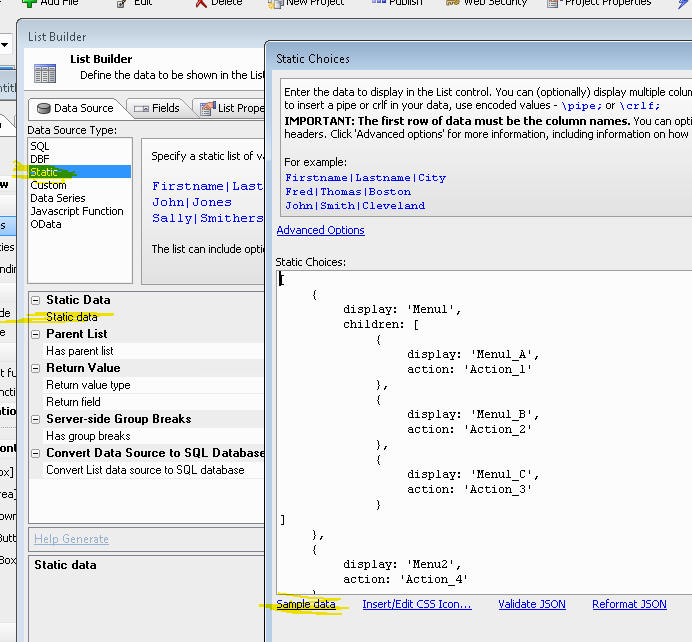 Add File
Edit
Delete
New Project
Publish
Web Security
Project Properties
List Builder
List Builder
Define the data to be shown in the List
Data Source
Fields
List Prope
Data Source Type:
SQL
DBF
Static
Custom
Data Series
Javascript Function
OData
Specify a static list of va
Firstname|Last
John|Jones
Sally|Smithers
The list can include optio
Static Data
Static data
Parent List
Has parent list
Return Value
Return value type
Return field
Server-side Group Breaks
Has group breaks
Convert Data Source to SQL Database
Convert List data source to SQL database
Help Generate
Static data
Static Choices
Enter the data to display in the List control. You can (optionally) display multiple colum
to insert a pipe or crlf in your data, use encoded values - \pipe; or \crlf;
IMPORTANT: The first row of data must be the column names. You can opti
headers. Click 'Advanced options' for more information, including information on how
For example:
Firstname|Lastname|City
Fred|Thomas|Boston
John|Smith|Cleveland
Advanced Options
Static Choices:
[
{
display: 'Menu1',
children: [
{
display: 'Menu1_A',
action: 'Action_1'
},
{
display: 'Menu1_B',
action: 'Action_2'
},
{
display: 'Menu1_C',
action: 'Action_3'
}
]
},
{
display: 'Menu2',
action: 'Action_4'
Sample data
Insert/Edit CSS Icon...
Validate JSON
Reformat JSON